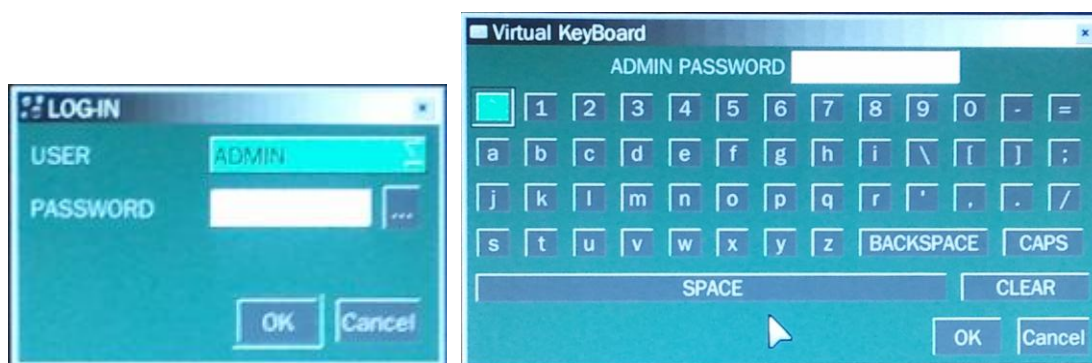 LOG-IN
USER ADMIN
PASSWORD ...
OK Cancel
Virtual KeyBoard
ADMIN PASSWORD
` 1 2 3 4 5 6 7 8 9 0 - =
a b c d e f g h i \ [ ] ;
j k l m n o p q r ' , . /
s t u v w x y z BACKSPACE CAPS
SPACE CLEAR
OK Cancel